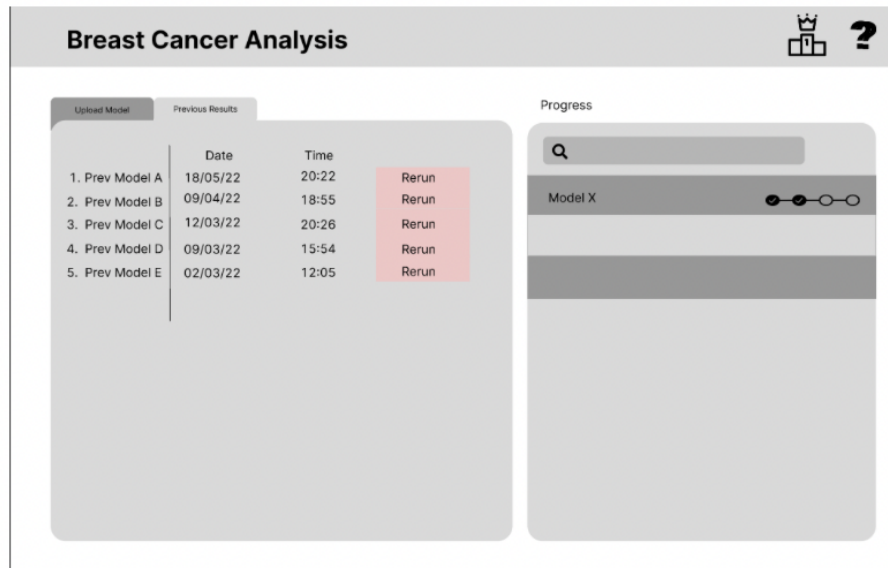 Breast Cancer Analysis
?
Upload Model
Previous Results
Date Time
1. Prev Model A 18/05/22 20:22 Rerun
2. Prev Model B 09/04/22 18:55 Rerun
3. Prev Model C 12/03/22 20:26 Rerun
4. Prev Model D 09/03/22 15:54 Rerun
5. Prev Model E 02/03/22 12:05 Rerun
Progress
Model X